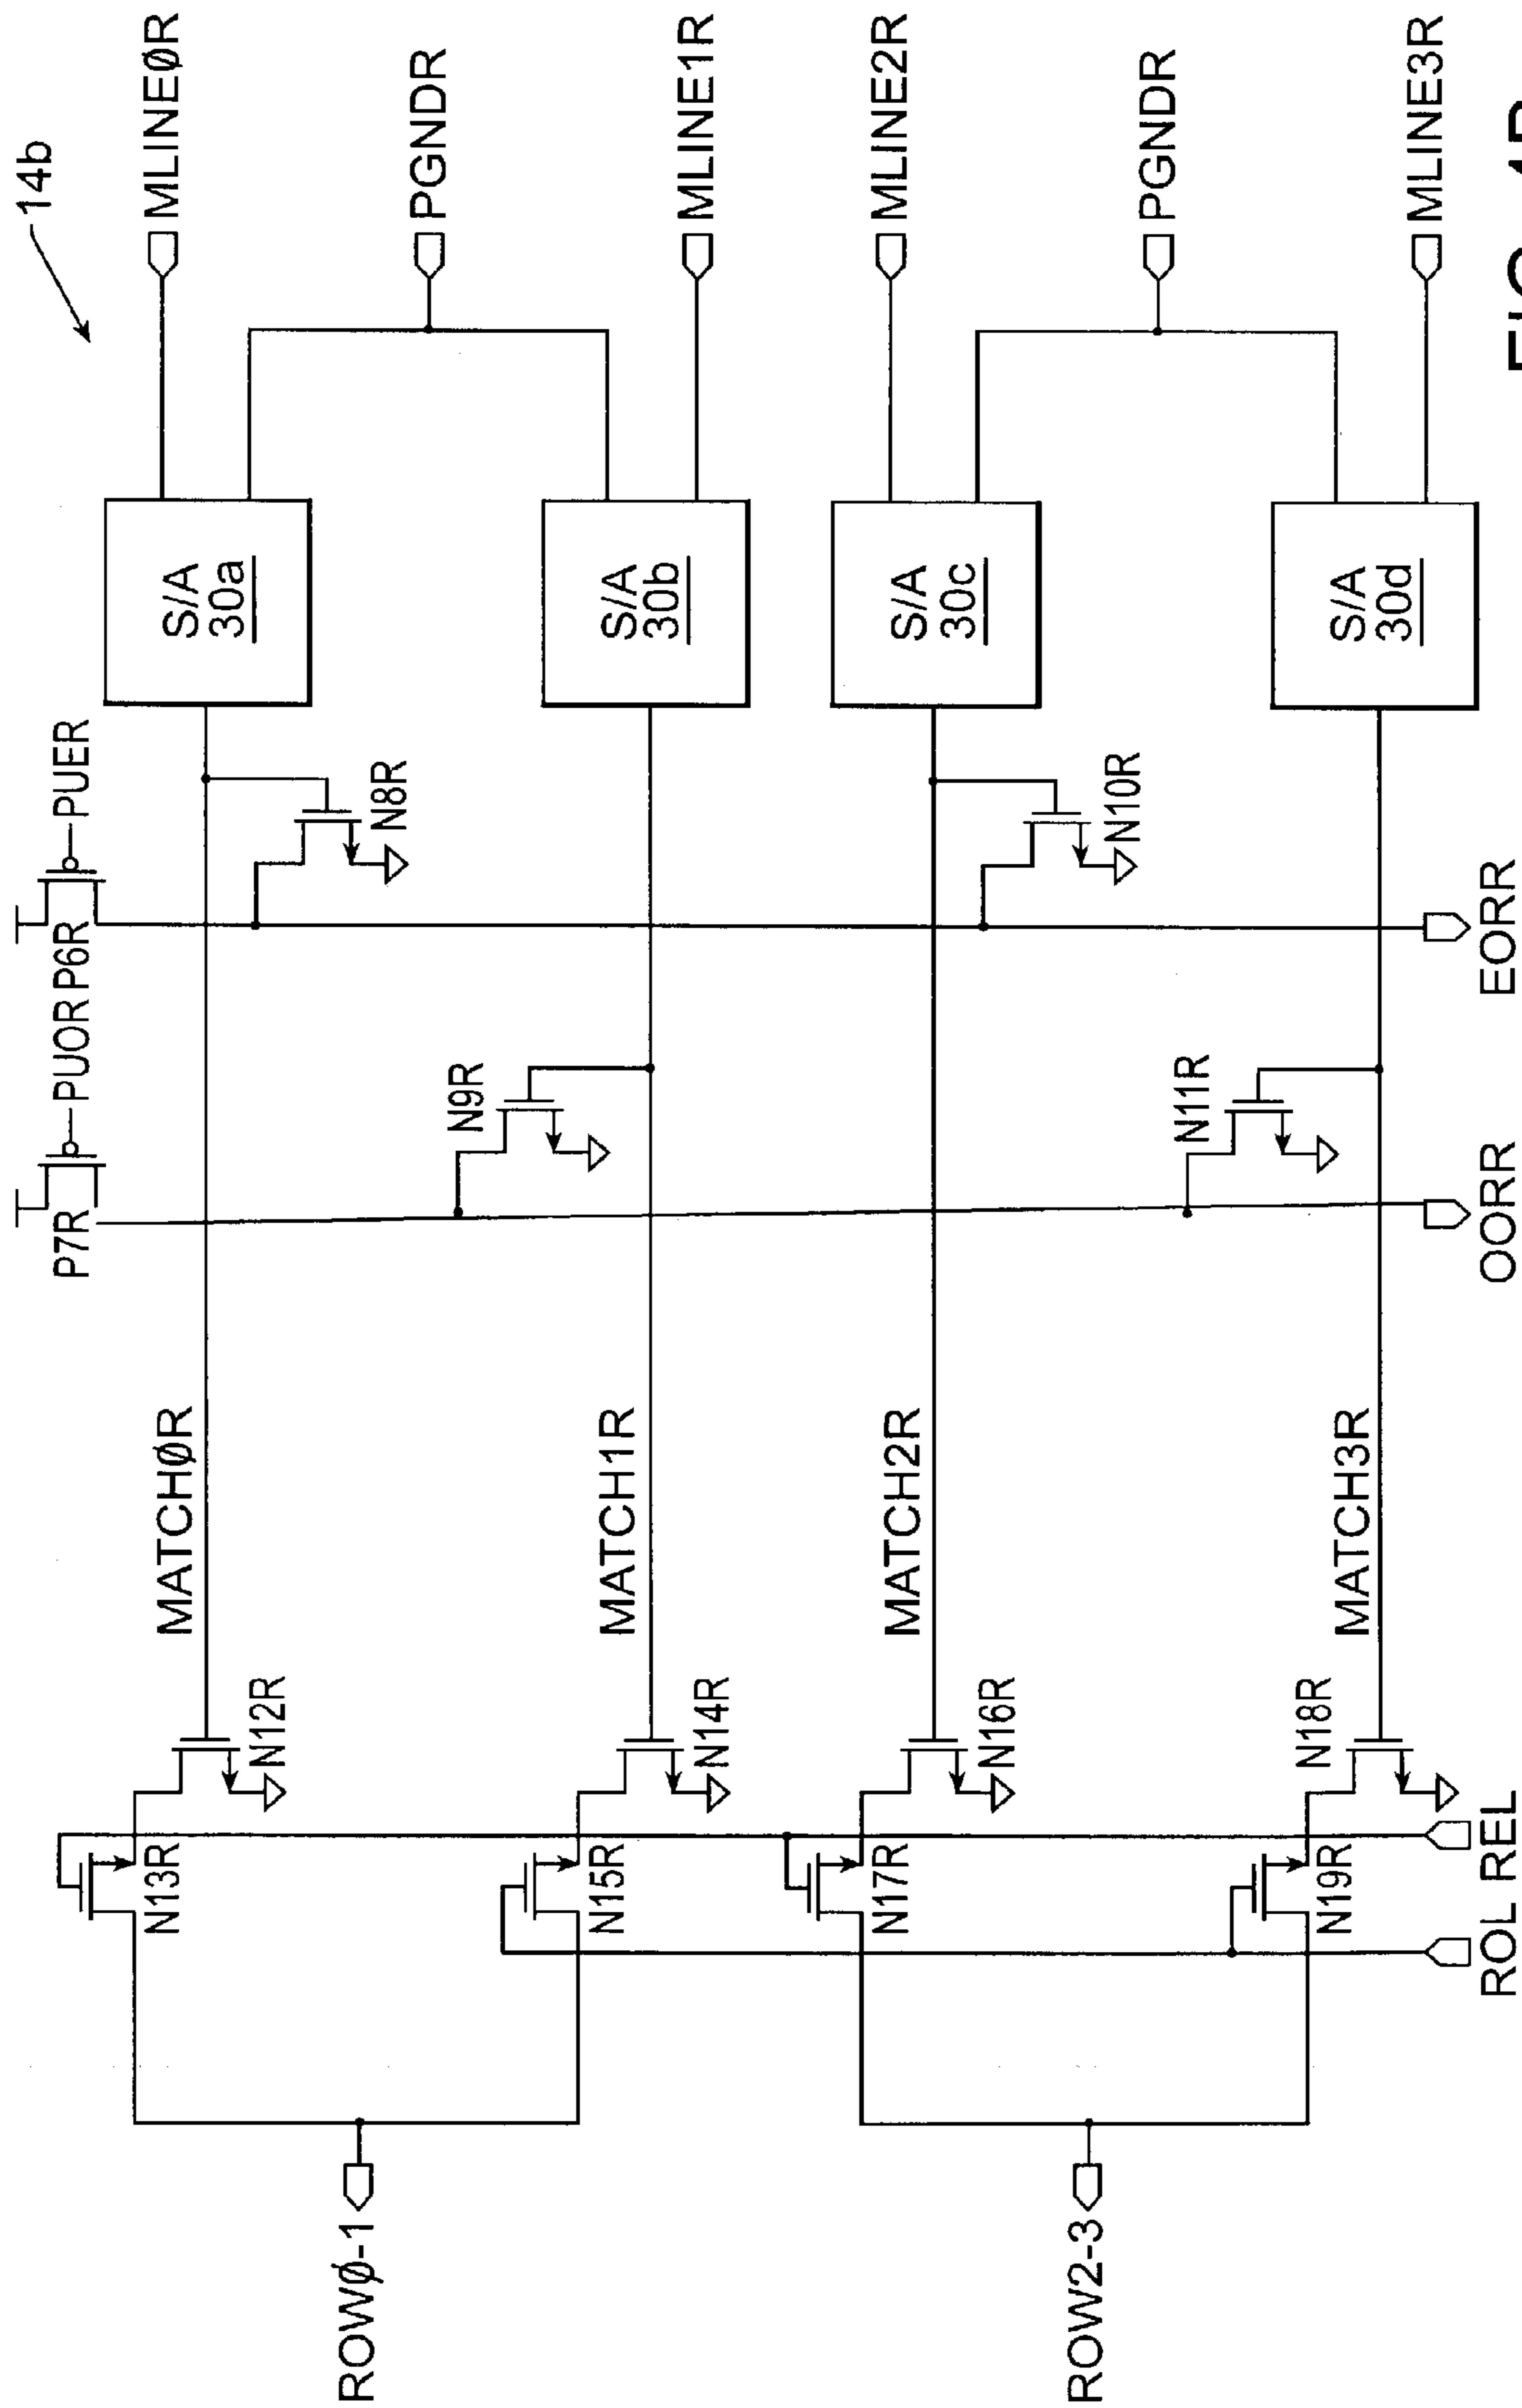 14b
MLINEØR
PGNDR
MLINE1R
MLINE2R
PGNDR
MLINE3R
S/A
30a
S/A
30b
S/A
30c
S/A
30d
PUER
P6R
PUOR
P7R
N8R
N9R
N10R
N11R
EORR
OORR
MATCHØR
MATCH1R
MATCH2R
MATCH3R
N12R
N13R
N14R
N15R
N16R
N17R
N18R
N19R
REL
ROL
ROWØ-1
ROW2-3